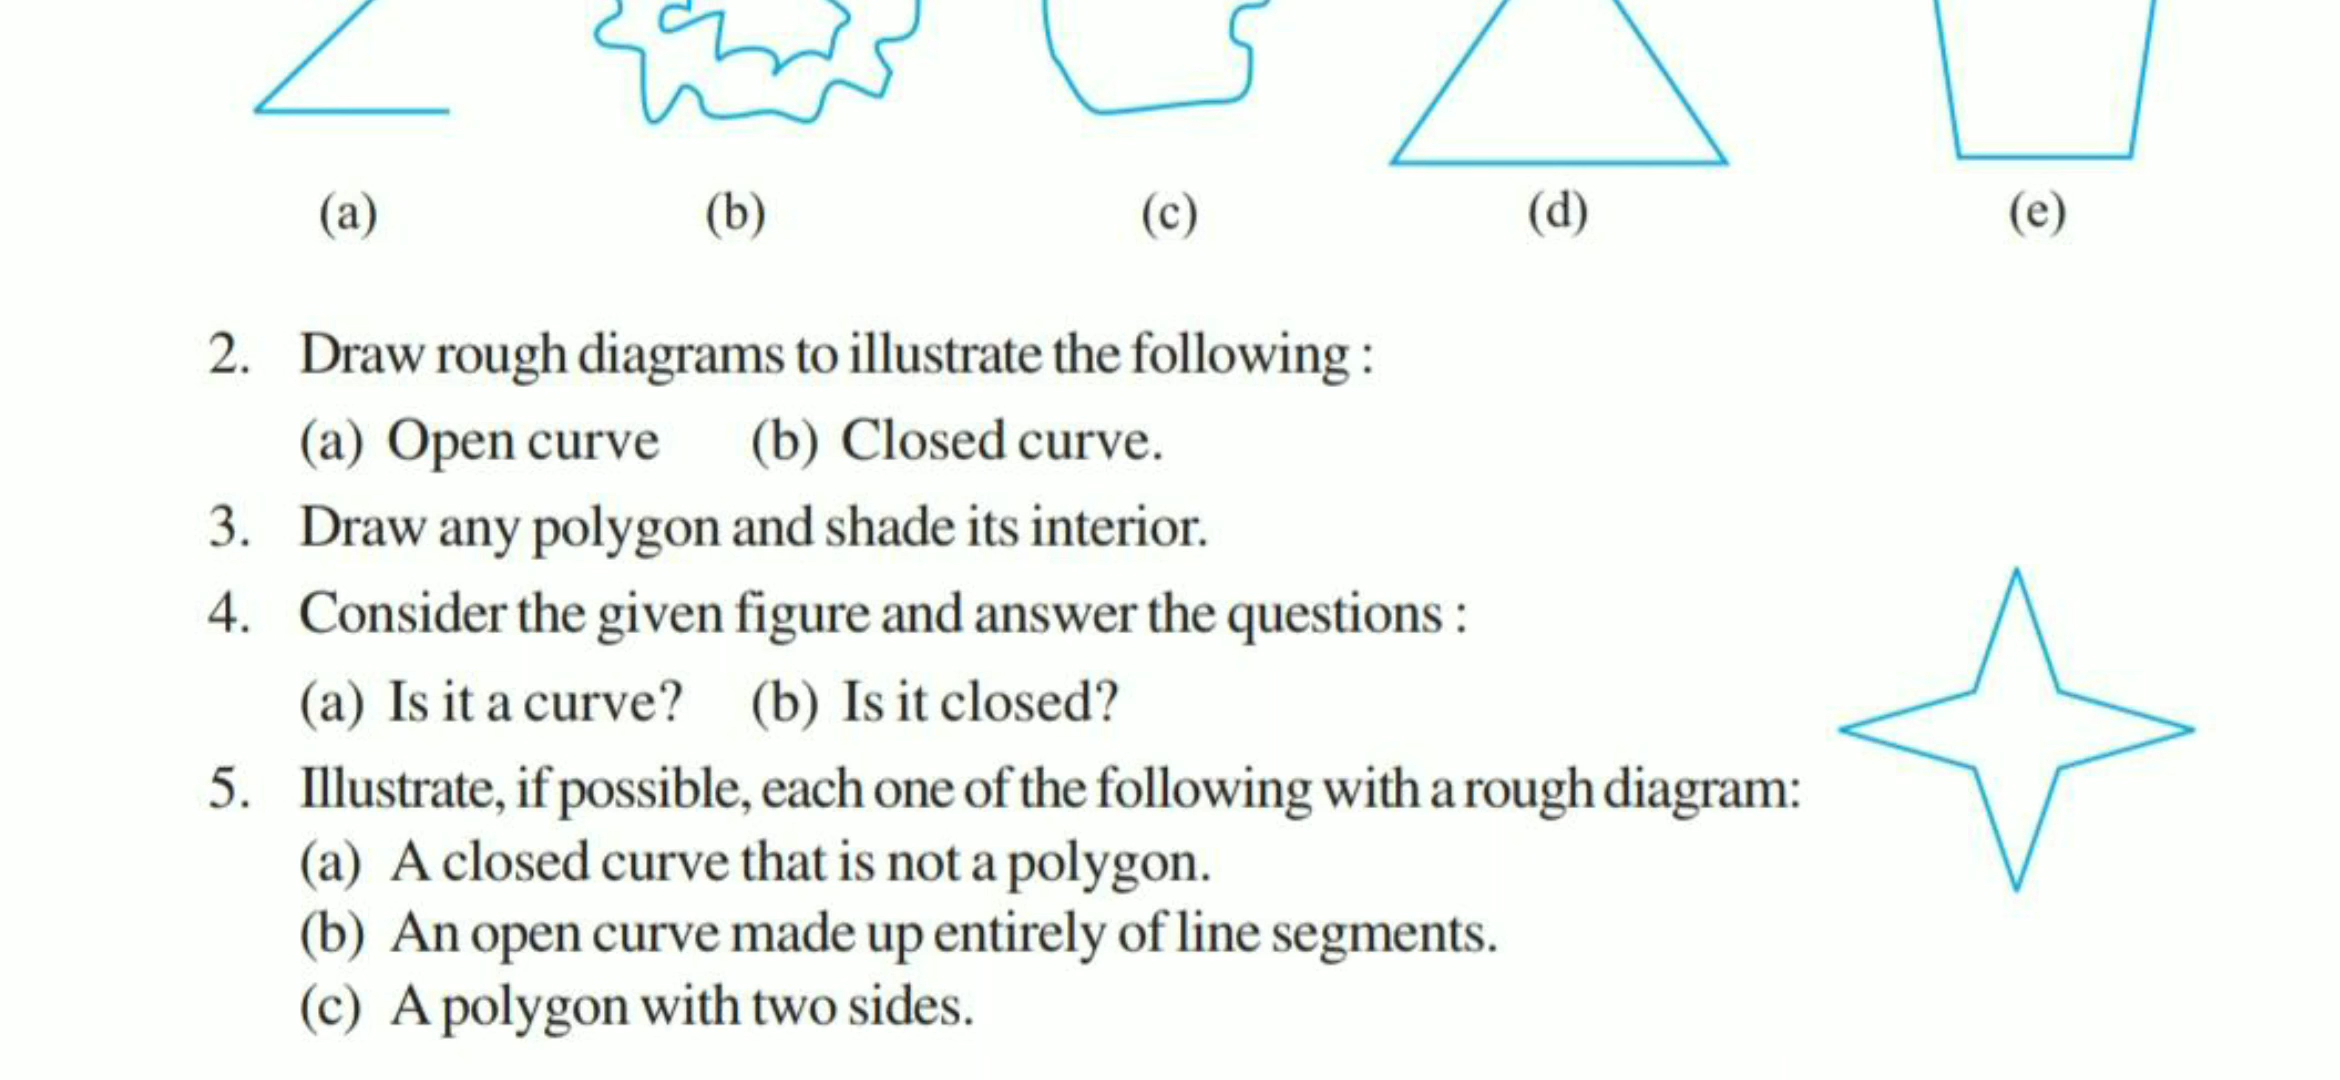 (a) (b) (c) (d) (e)
2. Draw rough diagrams to illustrate the following :
(a) Open curve (b) Closed curve.
3. Draw any polygon and shade its interior.
4. Consider the given figure and answer the questions :
(a) Is it a curve? (b) Is it closed?
5. Illustrate, if possible, each one of the following with a rough diagram:
(a) A closed curve that is not a polygon.
(b) An open curve made up entirely of line segments.
(c) A polygon with two sides.